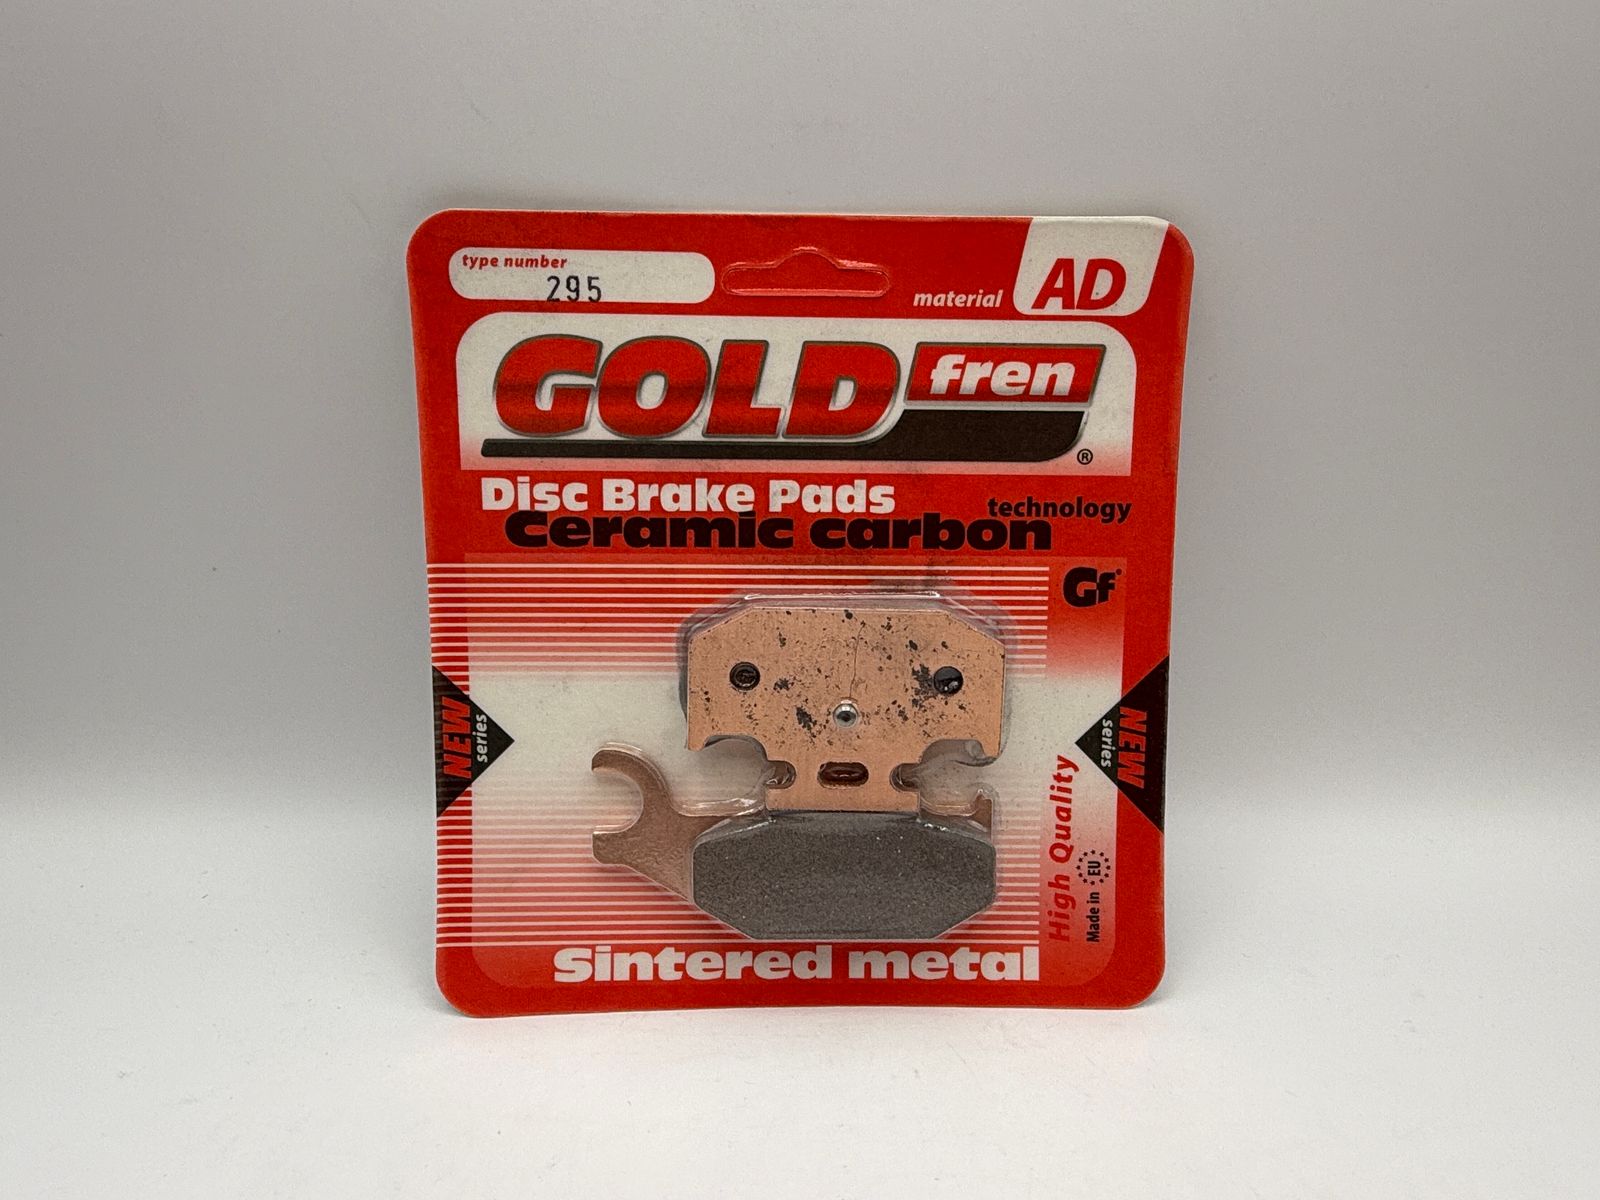 type number
295
material AD
GOLD fren ®
Disc Brake Pads
Ceramic carbon technology
Gf
NEW series
NEW series
High Quality
Made in EU
Sintered metal